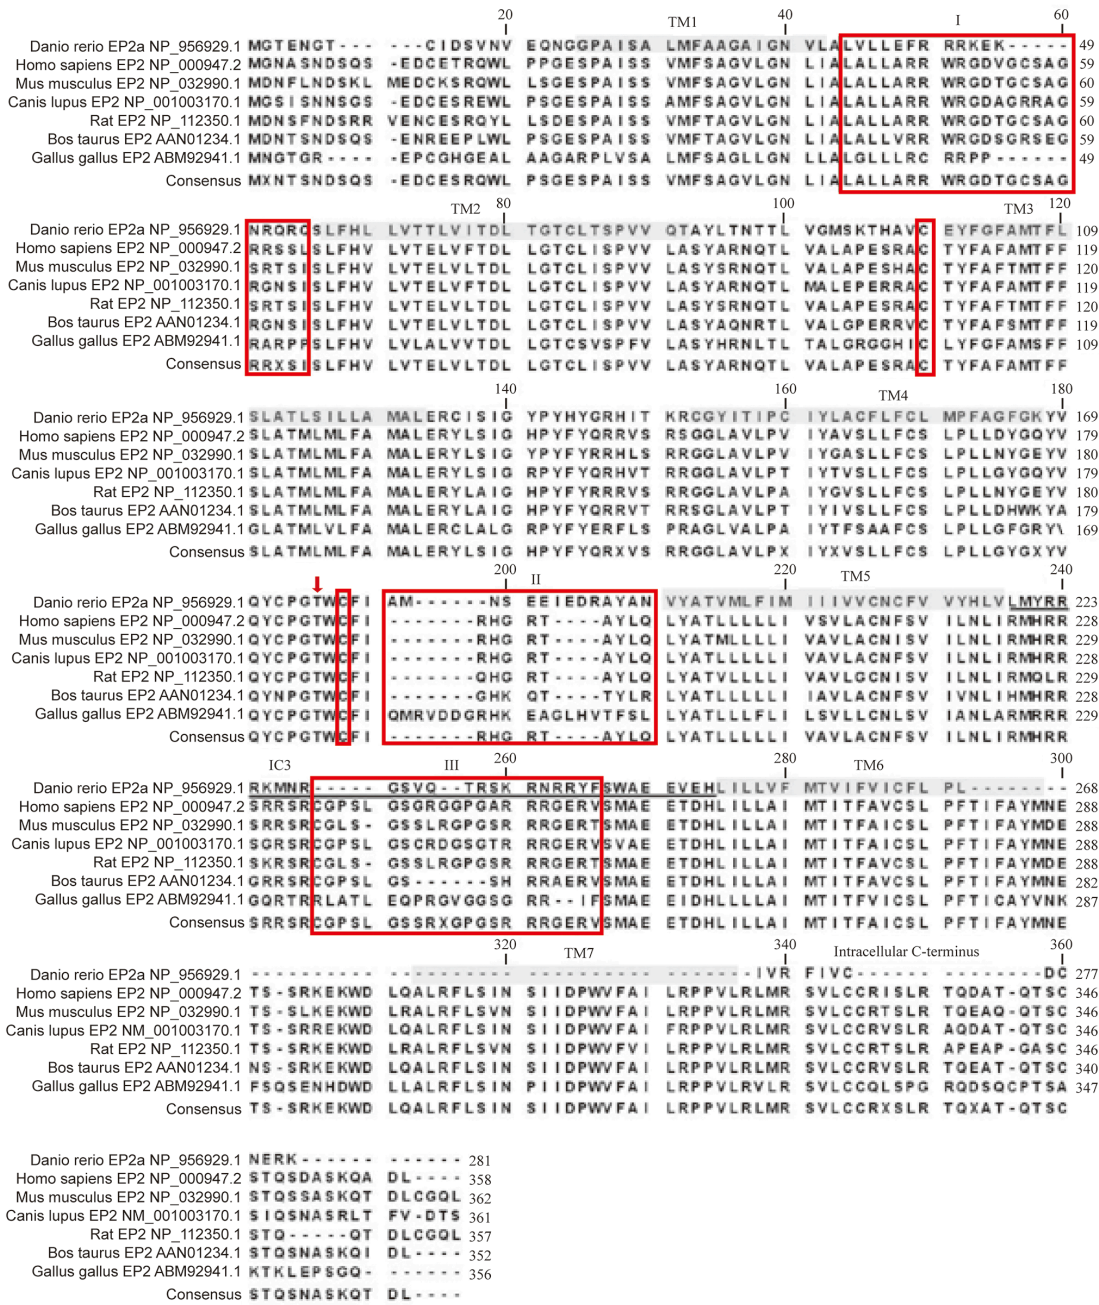 20 TM1 40 I 60
Danio rerio EP2a NP_956929.1 MGTENGT--- ---CIDSVNV EQNGGPAISA LMFAAGAIGN VLALVLLEFR RRKEK----- 49
Homo sapiens EP2 NP_000947.2 MGNASNDSQS -EDCETRQWL PPGESPAISS VMFSAGVLGN LIALALLARR WRGDVGCSAG 59
Mus musculus EP2 NP_032990.1 MDNFLNDSKL MEDCKSRQWL LSGESPAISS VMFSAGVLGN LIALALLARR WRGDTGCSAG 60
Canis lupus EP2 NP_001003170.1 MGSISNNSGS -EDCESREWL PSGESPAISS AMFSAGVLGN LIALALLARR WRGDAGRRAG 59
Rat EP2 NP_112350.1 MDNSFNDSRR VENCESRQYL LSDESPAISS VMFTAGVLGN LIALALLARR WRGDTGCSAG 60
Bos taurus EP2 AAN01234.1 MDNTSNDSQS -ENREEPLWL PSGESPAISS VMFTAGVLGN LIALALLVRR WRGDSGRSEG 59
Gallus gallus EP2 ABM92941.1 MNGTGR---- -EPCGHGEAL AAGARPLVSA LMFSAGLLGN LLALGLLLRC RRPP------ 49
Consensus MXNTSNDSQS -EDCESRQWL PSGESPAISS VMFSAGVLGN LIALALLARR WRGDTGCSAG
TM2 80 100 TM3 120
Danio rerio EP2a NP_956929.1 NRQRQSLFHL LVTTLVITDL TGTCLTSPVV QTAYLTNTTL VGMSKTHAVC EYFGFAMTFL 109
Homo sapiens EP2 NP_000947.2 RRSSLSLFHV LVTELVFTDL LGTCLISPVV LASYARNQTL VALAPESRAC TYFAFAMTFF 119
Mus musculus EP2 NP_032990.1 SRTSISLFHV LVTELVLTDL LGTCLISPVV LASYSRNQTL VALAPESHAC TYFAFTMTFF 120
Canis lupus EP2 NP_001003170.1 RGNSISLFHV LVTELVFTDL LGTCLISPVV LASYARNQTL MALEPERRAC TYFAFAMTFF 119
Rat EP2 NP_112350.1 SRTSISLFHV LVTELVLTDL LGTCLISPVV LASYSRNQTL VALAPESRAC TYFAFTMTFF 120
Bos taurus EP2 AAN01234.1 RGNSISLFHV LVTELVLTDL LGTCLISPVV LASYAQNRTL VALGPERRVC TYFAFSMTFF 119
Gallus gallus EP2 ABM92941.1 RARPPSLFHV LVLALVVTDL LGTCSVSPFV LASYHRNLTL TALGRGGHIC LYFGFAMSFF 109
Consensus RRXSISLFHV LVTELVLTDL LGTCLISPVV LASYARNQTL VALAPESRAC TYFAFAMTFF
140 160 TM4 180
Danio rerio EP2a NP_956929.1 SLATLSILLA MALERCISIG YPYHYGRHIT KRCGYITIPC IYLACFLFCL MPFAGFGKYV 169
Homo sapiens EP2 NP_000947.2 SLATMLMLFA MALERYLSIG HPYFYQRRVS RSGGLAVLPV IYAVSLLFCS LPLLDYGQYV 179
Mus musculus EP2 NP_032990.1 SLATMLMLFA MALERYLSIG YPYFYRRHLS RRGGLAVLPV IYGASLLFCS LPLLNYGEYV 180
Canis lupus EP2 NP_001003170.1 SLATMLMLFA MALERYLSIG RPYFYQRHVT RRGGLAVLPT IYTVSLLFCS LPLLGYGQYV 179
Rat EP2 NP_112350.1 SLATMLMLFA MALERYLAIG HPYFYRRRVS RRGGLAVLPA IYGVSLLFCS LPLLNYGEYV 180
Bos taurus EP2 AAN01234.1 SLATMLMLFA MALERYLAIG RPYFYQRRVT RRSGLAVLPT IYIVSLLFCS LPLLDHWKYA 179
Gallus gallus EP2 ABM92941.1 GLATMLVLFA MALERCLALG RPYFYERFLS PRAGLVALPA IYTFSAAFCS LPLLGFGRYV 169
Consensus SLATMLMLFA MALERYLSIG HPYFYQRXVS RRGGLAVLPX IYXVSLLFCS LPLLGYGXYV
200 II 220 TM5 240
Danio rerio EP2a NP_956929.1 QYCPGTWCFI AM------NS EEIEDRAYAN VYATVMLFIM IIIVVCNCFV VYHLVLMYRR 223
Homo sapiens EP2 NP_000947.2 QYCPGTWCFI -------RHG RT----AYLQ LYATLLLLLI VSVLACNFSV ILNLIRMHRR 228
Mus musculus EP2 NP_032990.1 QYCPGTWCFI -------RHG RT----AYLQ LYATMLLLLI VAVLACNISV ILNLIRMHRR 229
Canis lupus EP2 NP_001003170.1 QYCPGTWCFI -------RHG RT----AYLQ LYATLLLLLI VAVLACNFSV ILNLIRMHRR 228
Rat EP2 NP_112350.1 QYCPGTWCFI -------QHG RT----AYLQ LYATLLLLLI VAVLACNISV ILNLIRMQLR 229
Bos taurus EP2 AAN01234.1 QYNPGTWCFI -------GHK QT----TYLR LYATLLLLLI IAVLACNFSV IVNLIHMHRR 228
Gallus gallus EP2 ABM92941.1 QYCPGTWCFI QMRVDDGRHK EAGLHVTFSL LYATLLLFLI LSVLLCNLSV IANLARMRRR 229
Consensus QYCPGTWCFI -------RHG RT----AYLQ LYATLLLLLI VAVLACNFSV ILNLIRMHRR
IC3 III 260 280 TM6 300
Danio rerio EP2a NP_956929.1 RKMNR----- GSVQ--TRSK RNRRYFSWAE EVEHLILLVF MTVIFVICFL PL-------- 268
Homo sapiens EP2 NP_000947.2 SRRSRCGPSL GSGRGGPGAR RRGERVSMAE ETDHLILLAI MTITFAVCSL PFTIFAYMNE 288
Mus musculus EP2 NP_032990.1 SRRSRCGLS- GSSLRGPGSR RRGERTSMAE ETDHLILLAI MTITFAICSL PFTIFAYMDE 288
Canis lupus EP2 NP_001003170.1 SGRSRCGPSL GSCRDGSGTR RRGERVSVAE ETDHLILLAI MTITFAICSL PFTIFAYMNE 288
Rat EP2 NP_112350.1 SKRSRCGLS- GSSLRGPGSR RRGERTSMAE ETDHLILLAI MTITFAICSL PFTIFAYMDE 288
Bos taurus EP2 AAN01234.1 GRRSRCGPSL GS------SH RRAERVSMAE ETDHLILLAI MTITFAVCSL PFTIFAYMNE 282
Gallus gallus EP2 ABM92941.1 GQRTRRLATL EQPRGVGGSG RR--IFSMAE EIDHLLLLAI MTITFVICSL PFTICAYVNK 287
Consensus SRRSRCGPSL GSSRXGPGSR RRGERVSMAE ETDHLILLAI MTITFAICSL PFTIFAYMNE
320 TM7 340 Intracellular C-terminus 360
Danio rerio EP2a NP_956929.1 ---------- ---------- ---------- --------IVR FIVC------ --------DC 277
Homo sapiens EP2 NP_000947.2 TS-SRKEKWD LQALRFLSIN SIIDPWVFAI LRPPVLRLMR SVLCCRISLR TQDAT-QTSC 346
Mus musculus EP2 NP_032990.1 TS-SLKEKWD LRALRFLSVN SIIDPWVFAI LRPPVLRLMR SVLCCRVSLR TQEAQ-QTSC 346
Canis lupus EP2 NM_001003170.1 TS-SRREKWD LQALRFLSIN SIIDPWVFAI FRPPVLRLMR SVLCCRVSLR AQDAT-QTSC 346
Rat EP2 NP_112350.1 TS-SRKEKWD LRALRFLSVN SIIDPWVFVI LRPPVLRLMR SVLCCRTSLR APEAP-GASC 346
Bos taurus EP2 AAN01234.1 NS-SRKEKWD LQALRFLSIN SIIDPWVFAI LRPPVLRLMR SVLCCRVSLR TQEAT-QTSC 340
Gallus gallus EP2 ABM92941.1 FSQSENHDWD LLALRFLSIN PIIDPWVFAI LRPPVLRVLR SVLCCQLSPG RQDSQCPTSA 347
Consensus TS-SRKEKWD LQALRFLSIN SIIDPWVFAI LRPPVLRLMR SVLCCRXSLR TQXAT-QTSC
Danio rerio EP2a NP_956929.1 NERK------ ------ 281
Homo sapiens EP2 NP_000947.2 STQSDASKQA DL---- 358
Mus musculus EP2 NP_032990.1 STQSSASKQT DLCGQL 362
Canis lupus EP2 NM_001003170.1 SIQSNASRLT FV-DTS 361
Rat EP2 NP_112350.1 STQ-----QT DLCGQL 357
Bos taurus EP2 AAN01234.1 STQSNASKQI DL---- 352
Gallus gallus EP2 ABM92941.1 KTKLEPSGQ- ------ 356
Consensus STQSNASKQT DL----